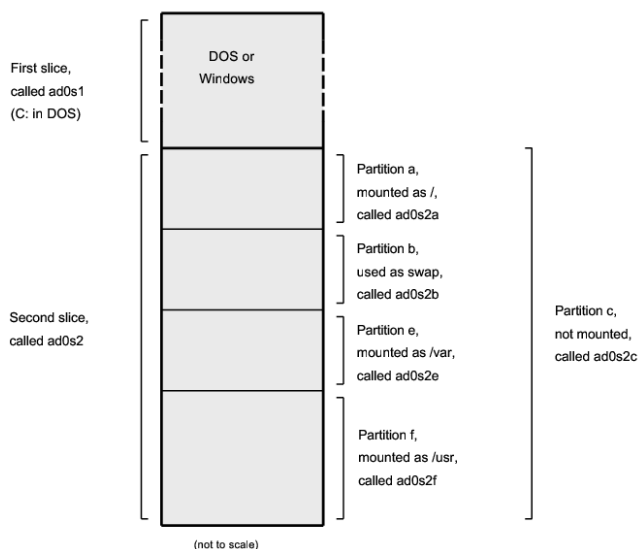 DOS or
Windows
First slice,
called ad0s1
(C: in DOS)
Partition a,
mounted as /,
called ad0s2a
Partition b,
used as swap,
called ad0s2b
Second slice,
called ad0s2
Partition c,
not mounted,
called ad0s2c
Partition e,
mounted as /var,
called ad0s2e
Partition f,
mounted as /usr,
called ad0s2f
(not to scale)